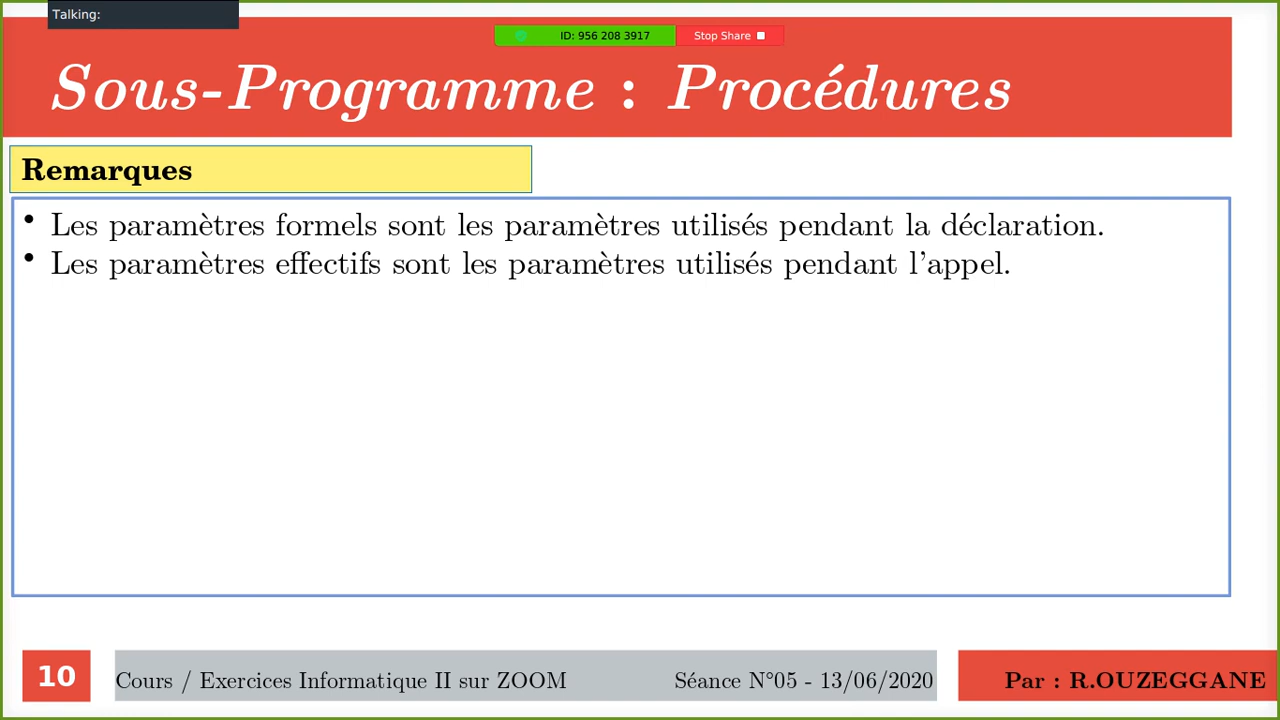 Talking:
ID: 956 208 3917
Stop Share
Sous-Programme : Procédures
Remarques
• Les paramètres formels sont les paramètres utilisés pendant la déclaration.
• Les paramètres effectifs sont les paramètres utilisés pendant l'appel.
10
Cours / Exercices Informatique II sur ZOOM
Séance N°05 - 13/06/2020
Par : R.OUZEGGANE